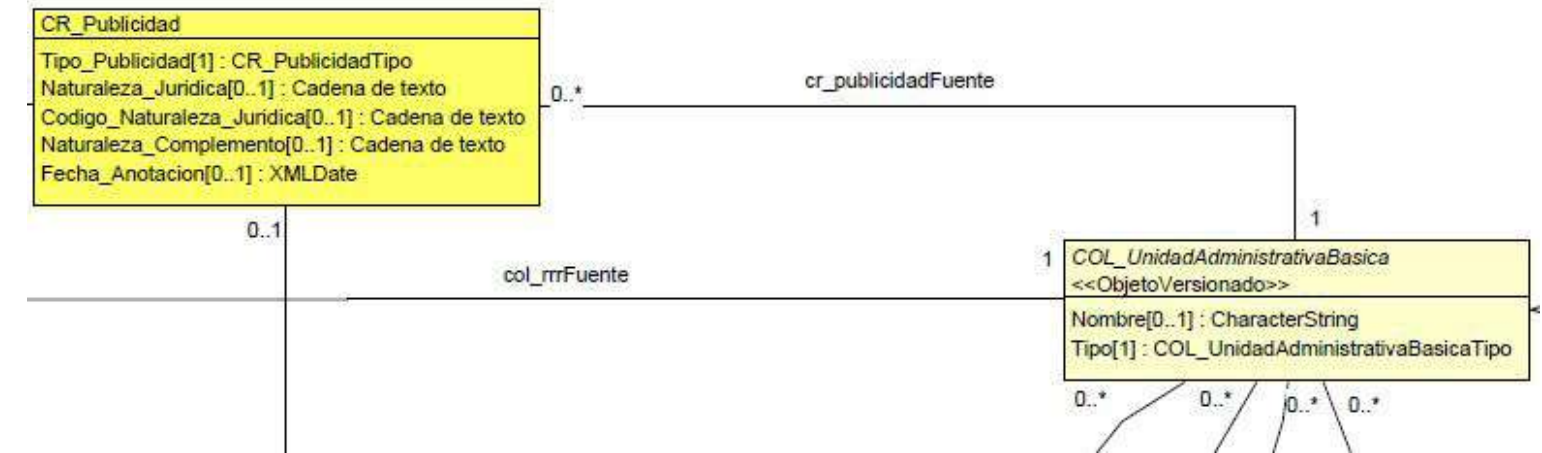 CR_Publicidad
Tipo_Publicidad[1] : CR_PublicidadTipo
Naturaleza_Juridica[0..1] : Cadena de texto
Codigo_Naturaleza_Juridica[0..1] : Cadena de texto
Naturaleza_Complemento[0..1] : Cadena de texto
Fecha_Anotacion[0..1] : XMLDate
0..*
cr_publicidadFuente
0..1
1
col_rrrFuente
1
COL_UnidadAdministrativaBasica
<<ObjetoVersionado>>
Nombre[0..1] : CharacterString
Tipo[1] : COL_UnidadAdministrativaBasicaTipo
0..*
0..*
0..*
0..*